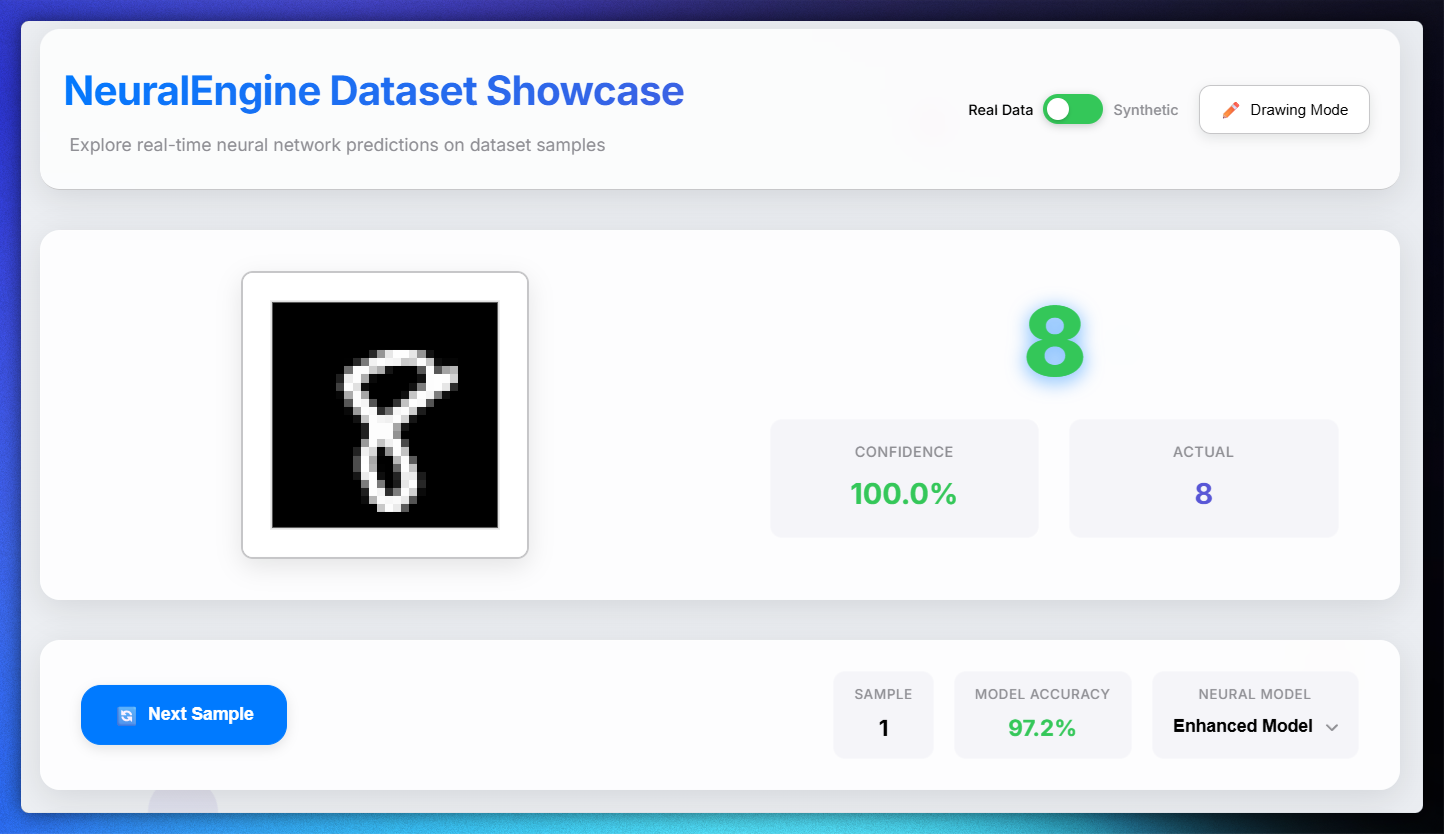 NeuralEngine Dataset Showcase
Explore real-time neural network predictions on dataset samples
Real Data
Synthetic
Drawing Mode
8
8
CONFIDENCE
100.0%
ACTUAL
8
Next Sample
SAMPLE
1
MODEL ACCURACY
97.2%
NEURAL MODEL
Enhanced Model